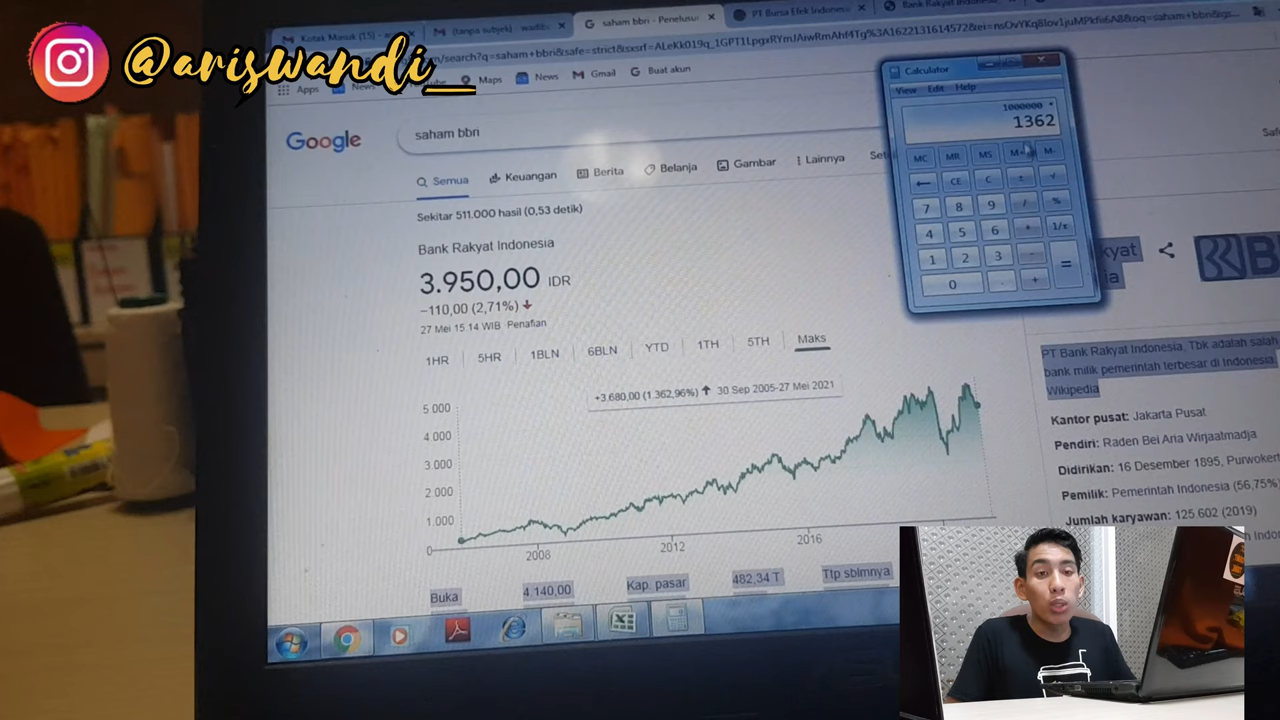 @ariswandi__
Kotak Masuk (15) - ar
(tanpa subjek) -
saham bbri - Penelusu
PT Bursa Efek Indones
Bank Rakyat
Apps
News
Maps
News
Gmail
Buat akun
Google
saham bbri
Semua
Keuangan
Berita
Belanja
Gambar
Lainnya
Sekitar 511.000 hasil (0,53 detik)
Bank Rakyat Indonesia
3.950,00 IDR
−110,00 (2,71%)
27 Mei 15.14 WIB Penafian
1HR 5HR 1BLN 6BLN YTD 1TH 5TH Maks
+3.680,00 (1.362,96%) 30 Sep 2005-27 Mei 2021
5 000
4 000
3 000
2 000
1 000
0
2008 2012 2016
Buka 4.140,00 Kap. pasar 482,34 T Ttp sblmnya
Calculator
View Edit Help
1000000 *
1362
MC MR MS M+ M-
← CE C ± √
7 8 9 / %
4 5 6 * 1/x
1 2 3 - =
0 . +
PT Bank Rakyat Indonesia, Tbk adalah salah
bank milik pemerintah terbesar di Indonesia.
Wikipedia
Kantor pusat: Jakarta Pusat
Pendiri: Raden Bei Aria Wirjaatmadja
Didirikan: 16 Desember 1895, Purwokert
Pemilik: Pemerintah Indonesia (56,75%)
Jumlah karyawan: 125.602 (2019)